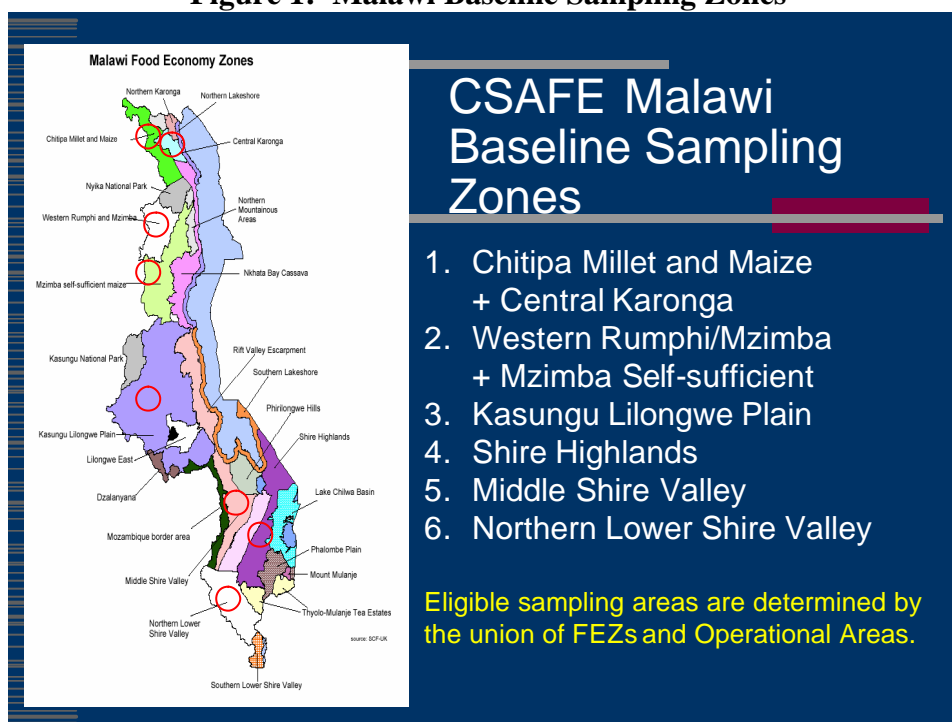 Figure 1: Malawi Baseline Sampling Zones
Malawi Food Economy Zones
Northern Karonga
Northern Lakeshore
Chitipa Millet and Maize
Central Karonga
Nyika National Park
Northern
Mountainous
Areas
Western Rumphi and Mzimba
Nkhata Bay Cassava
Mzimba self-sufficient maize
Rift Valley Escarpment
Kasungu National Park
Southern Lakeshore
Phirilongwe Hills
Shire Highlands
Kasungu Lilongwe Plain
Lilongwe East
Dzalanyana
Lake Chilwa Basin
Mozambique border area
Phalombe Plain
Mount Mulanje
Middle Shire Valley
Thyolo-Mulanje Tea Estates
Northern Lower
Shire Valley
source: SCF-UK
Southern Lower Shire Valley
CSAFE Malawi
Baseline Sampling
Zones
1. Chitipa Millet and Maize
+ Central Karonga
2. Western Rumphi/Mzimba
+ Mzimba Self-sufficient
3. Kasungu Lilongwe Plain
4. Shire Highlands
5. Middle Shire Valley
6. Northern Lower Shire Valley
Eligible sampling areas are determined by
the union of FEZs and Operational Areas.